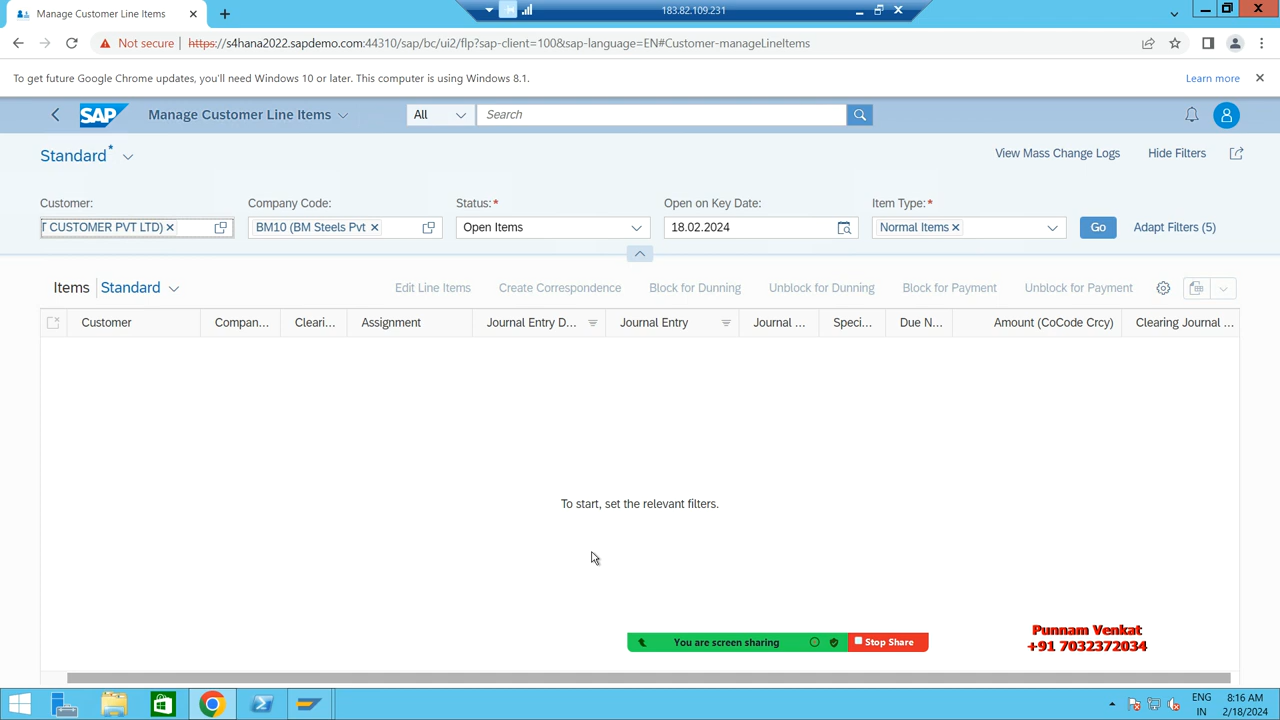 Manage Customer Line Items
183.82.109.231
Not secure https://s4hana2022.sapdemo.com:44310/sap/bc/ui2/flp?sap-client=100&sap-language=EN#Customer-manageLineItems
To get future Google Chrome updates, you'll need Windows 10 or later. This computer is using Windows 8.1. Learn more
SAP Manage Customer Line Items All Search
Standard* View Mass Change Logs Hide Filters
Customer: Company Code: Status:* Open on Key Date: Item Type:*
T CUSTOMER PVT LTD) BM10 (BM Steels Pvt Open Items 18.02.2024 Normal Items Go Adapt Filters (5)
Items Standard Edit Line Items Create Correspondence Block for Dunning Unblock for Dunning Block for Payment Unblock for Payment
Customer Compan... Cleari... Assignment Journal Entry D... Journal Entry Journal ... Speci... Due N... Amount (CoCode Crcy) Clearing Journal ...
To start, set the relevant filters.
You are screen sharing Stop Share
Punnam Venkat
+91 7032372034
ENG 8:16 AM
IN 2/18/2024